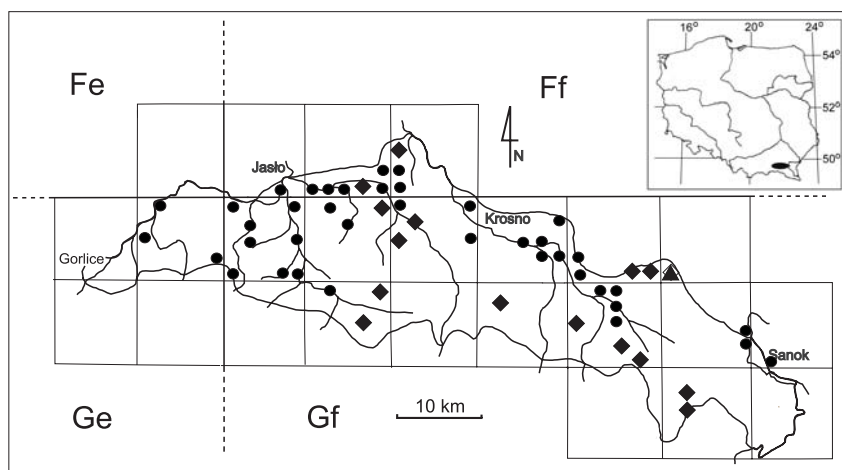 Fe
Ff
16° 20° 24°
54°
52°
50°
N
Jasło
Krosno
Gorlice
Sanok
Ge
Gf
10 km